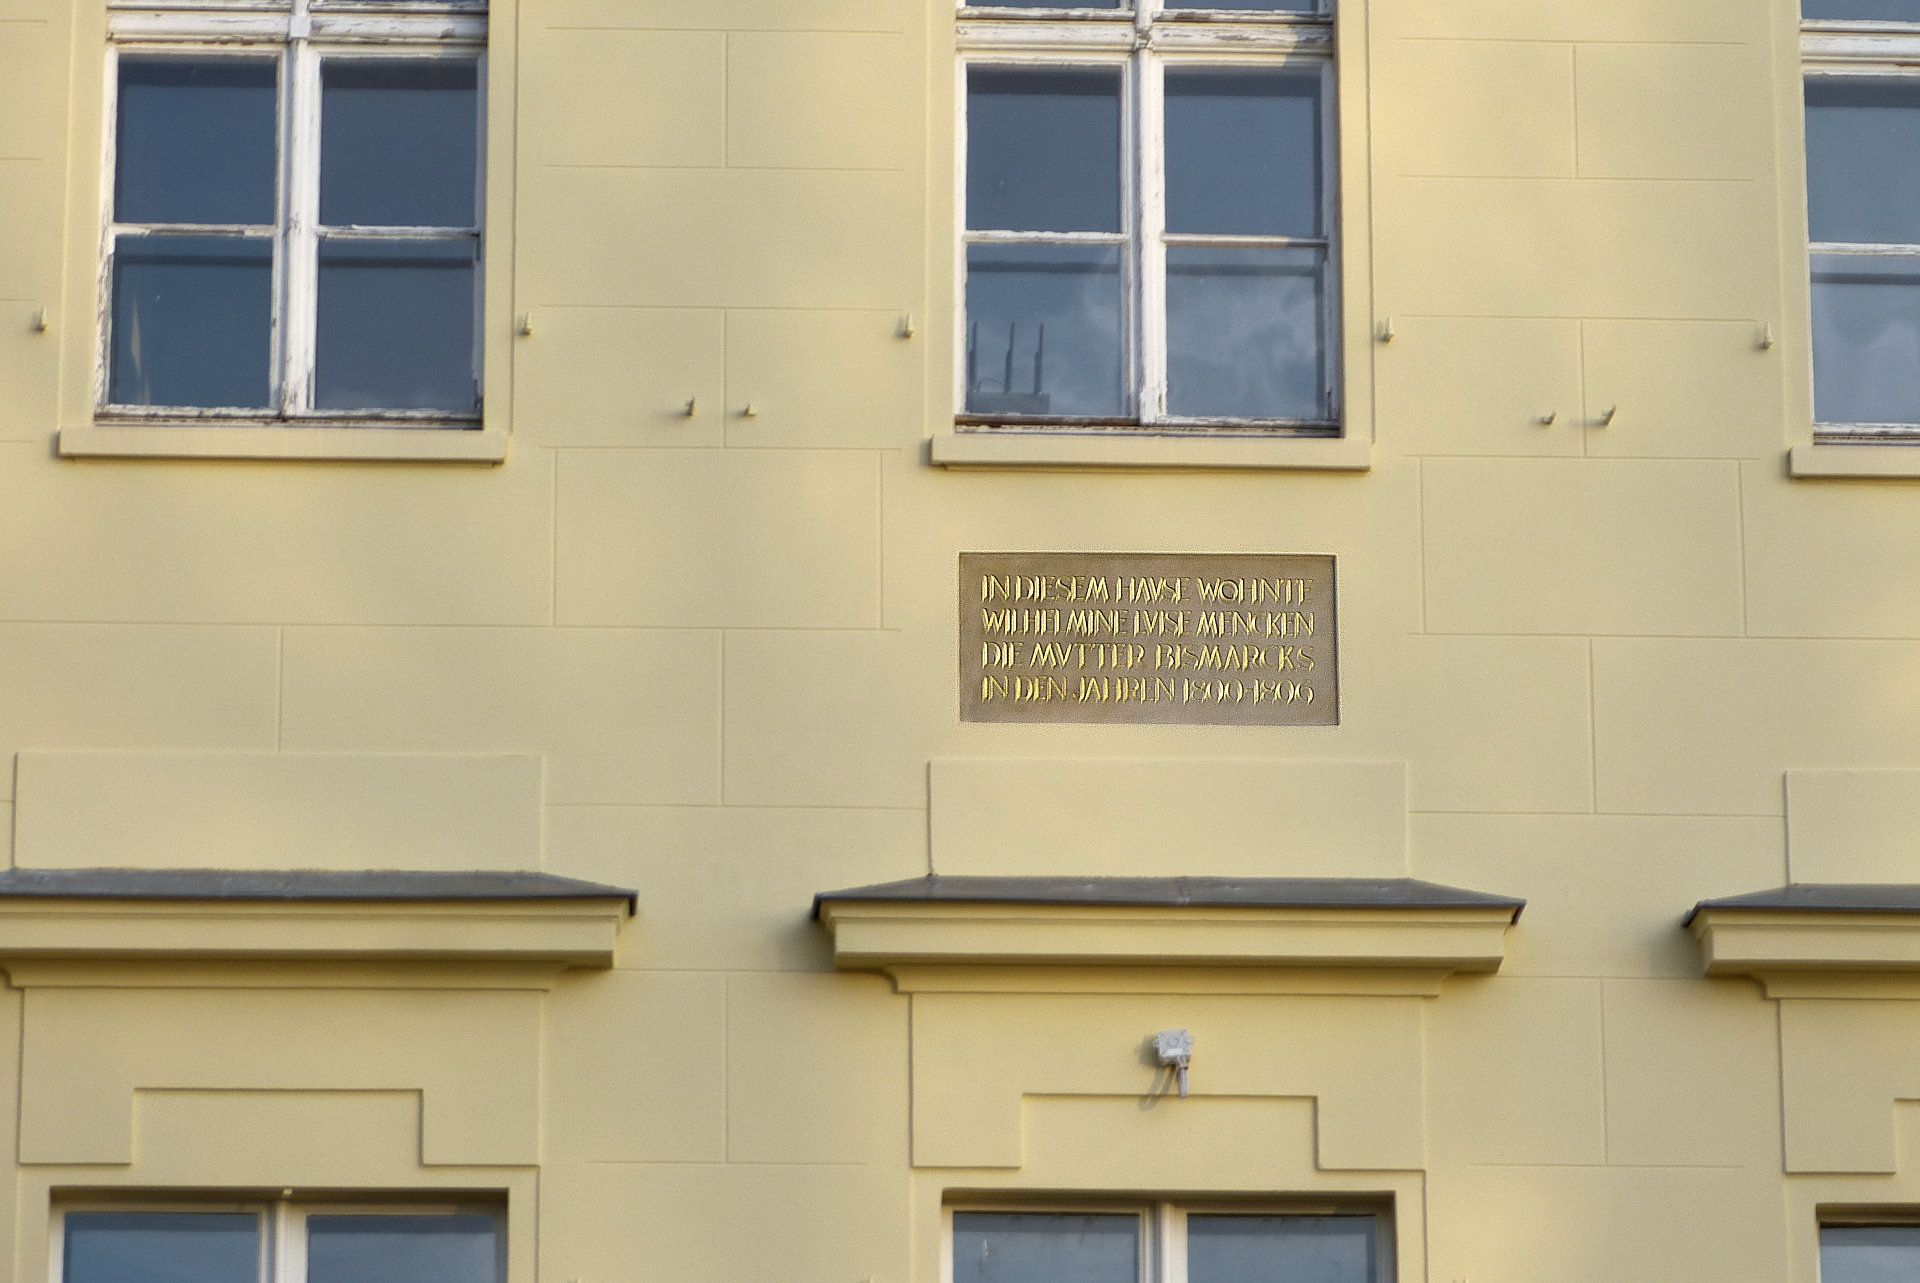 IN DIESEM HAVSE WOHNTE
WILHELMINE LVISE MENCKEN
DIE MVTTER BISMARCKS
IN DEN JAHREN 1800-1806